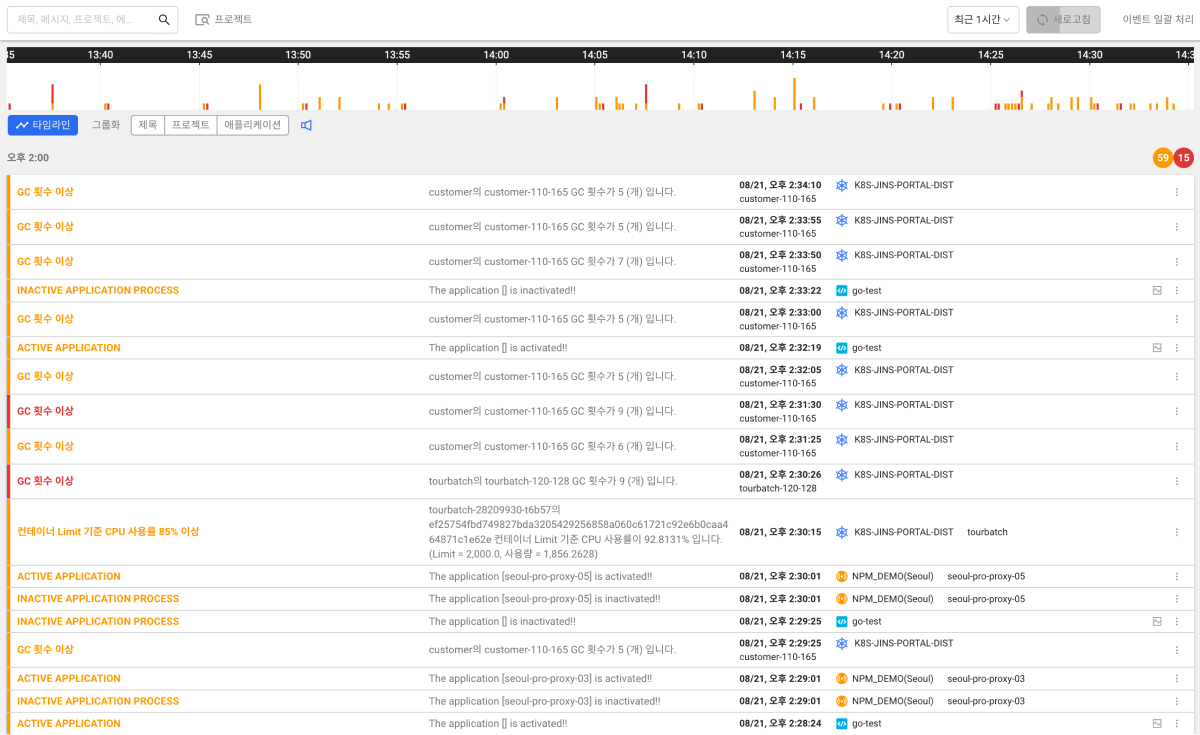 제목, 메시지, 프로젝트, 에... 프로젝트 최근 1시간 새로고침 이벤트 일괄 처리
13:40 13:45 13:50 13:55 14:00 14:05 14:10 14:15 14:20 14:25 14:30
타임라인 그룹화 제목 프로젝트 애플리케이션
오후 2:00 59 15
GC 횟수 이상 customer의 customer-110-165 GC 횟수가 5 (개) 입니다. 08/21, 오후 2:34:10 K8S-JINS-PORTAL-DIST
customer-110-165
GC 횟수 이상 customer의 customer-110-165 GC 횟수가 5 (개) 입니다. 08/21, 오후 2:33:55 K8S-JINS-PORTAL-DIST
customer-110-165
GC 횟수 이상 customer의 customer-110-165 GC 횟수가 7 (개) 입니다. 08/21, 오후 2:33:50 K8S-JINS-PORTAL-DIST
customer-110-165
INACTIVE APPLICATION PROCESS The application [] is inactivated!! 08/21, 오후 2:33:22 go-test
GC 횟수 이상 customer의 customer-110-165 GC 횟수가 5 (개) 입니다. 08/21, 오후 2:33:00 K8S-JINS-PORTAL-DIST
customer-110-165
ACTIVE APPLICATION The application [] is activated!! 08/21, 오후 2:32:19 go-test
GC 횟수 이상 customer의 customer-110-165 GC 횟수가 5 (개) 입니다. 08/21, 오후 2:32:05 K8S-JINS-PORTAL-DIST
customer-110-165
GC 횟수 이상 customer의 customer-110-165 GC 횟수가 9 (개) 입니다. 08/21, 오후 2:31:30 K8S-JINS-PORTAL-DIST
customer-110-165
GC 횟수 이상 customer의 customer-110-165 GC 횟수가 6 (개) 입니다. 08/21, 오후 2:31:25 K8S-JINS-PORTAL-DIST
customer-110-165
GC 횟수 이상 tourbatch의 tourbatch-120-128 GC 횟수가 9 (개) 입니다. 08/21, 오후 2:30:26 K8S-JINS-PORTAL-DIST
tourbatch-120-128
컨테이너 Limit 기준 CPU 사용률 85% 이상 tourbatch-28209930-t6b57의
ef25754fbd749827bda3205429256858a060c61721c92e6b0caa4
64871c1e62e 컨테이너 Limit 기준 CPU 사용률이 92.8131% 입니다. 08/21, 오후 2:30:15 K8S-JINS-PORTAL-DIST tourbatch
(Limit = 2,000.0, 사용량 = 1,856.2628)
ACTIVE APPLICATION The application [seoul-pro-proxy-05] is activated!! 08/21, 오후 2:30:01 NPM_DEMO(Seoul) seoul-pro-proxy-05
INACTIVE APPLICATION PROCESS The application [seoul-pro-proxy-05] is inactivated!! 08/21, 오후 2:30:01 NPM_DEMO(Seoul) seoul-pro-proxy-05
INACTIVE APPLICATION PROCESS The application [] is inactivated!! 08/21, 오후 2:29:25 go-test
GC 횟수 이상 customer의 customer-110-165 GC 횟수가 5 (개) 입니다. 08/21, 오후 2:29:25 K8S-JINS-PORTAL-DIST
customer-110-165
ACTIVE APPLICATION The application [seoul-pro-proxy-03] is activated!! 08/21, 오후 2:29:01 NPM_DEMO(Seoul) seoul-pro-proxy-03
INACTIVE APPLICATION PROCESS The application [seoul-pro-proxy-03] is inactivated!! 08/21, 오후 2:29:01 NPM_DEMO(Seoul) seoul-pro-proxy-03
ACTIVE APPLICATION The application [] is activated!! 08/21, 오후 2:28:24 go-test